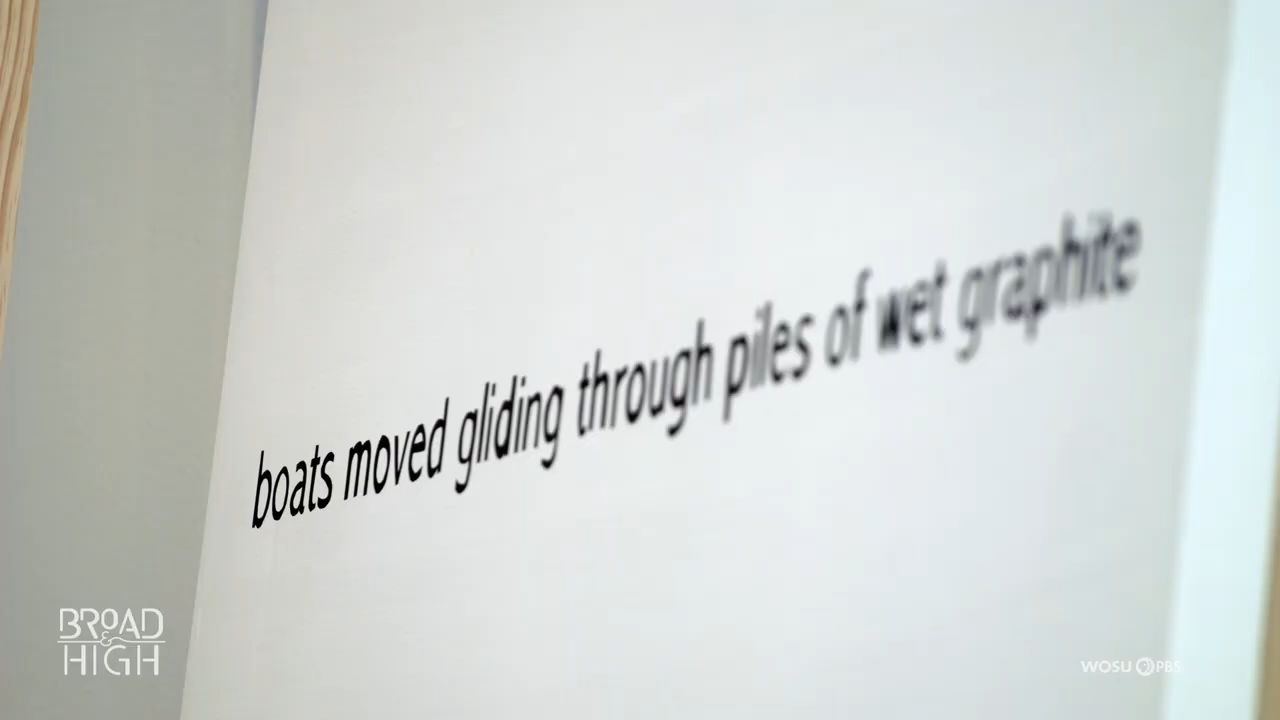 boats moved gliding through piles of wet graphite
BROAD
&
HIGH
WOSU PBS